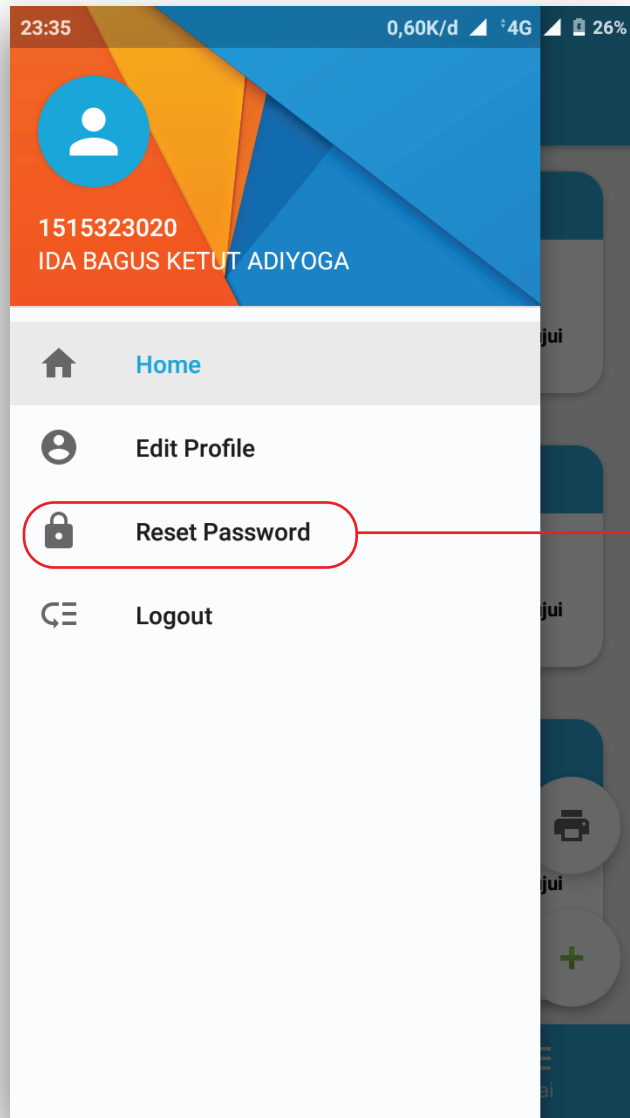 23:35 0,60K/d 4G 26%
1515323020
IDA BAGUS KETUT ADIYOGA
Home
Edit Profile
Reset Password
Logout